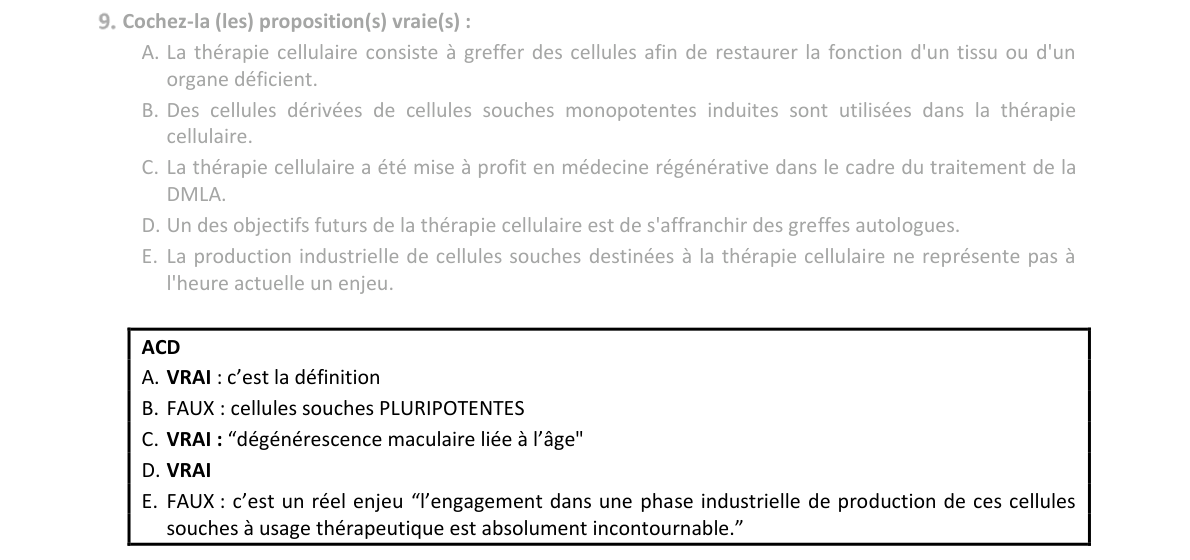 9. Cochez-la (les) proposition(s) vraie(s) :
A. La thérapie cellulaire consiste à greffer des cellules afin de restaurer la fonction d'un tissu ou d'un
organe déficient.
B. Des cellules dérivées de cellules souches monopotentes induites sont utilisées dans la thérapie
cellulaire.
C. La thérapie cellulaire a été mise à profit en médecine régénérative dans le cadre du traitement de la
DMLA.
D. Un des objectifs futurs de la thérapie cellulaire est de s'affranchir des greffes autologues.
E. La production industrielle de cellules souches destinées à la thérapie cellulaire ne représente pas à
l'heure actuelle un enjeu.
ACD
A. VRAI : c’est la définition
B. FAUX : cellules souches PLURIPOTENTES
C. VRAI : “dégénérescence maculaire liée à l’âge"
D. VRAI
E. FAUX : c’est un réel enjeu “l’engagement dans une phase industrielle de production de ces cellules
souches à usage thérapeutique est absolument incontournable.”